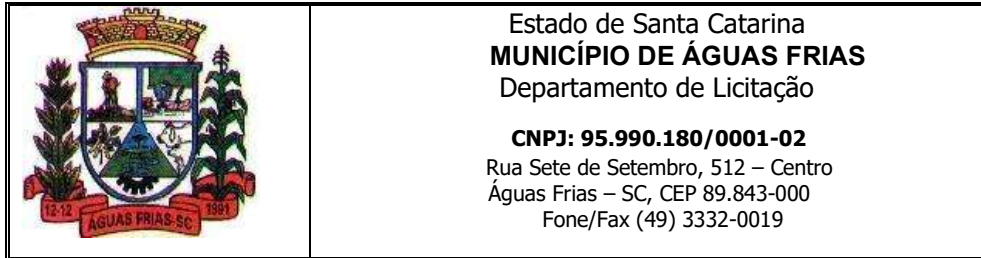 Estado de Santa Catarina
MUNICÍPIO DE ÁGUAS FRIAS
Departamento de Licitação
CNPJ: 95.990.180/0001-02
Rua Sete de Setembro, 512 – Centro
Águas Frias – SC, CEP 89.843-000
Fone/Fax (49) 3332-0019
12-12
ÁGUAS FRIAS-SC
1991